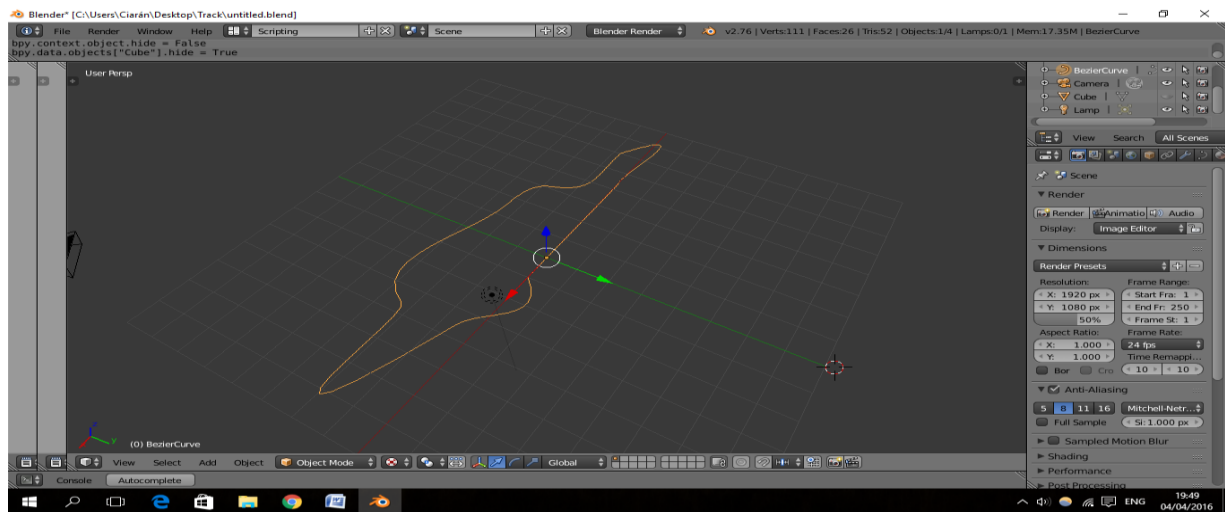 Blender* [C:\Users\Ciarán\Desktop\Track\untitled.blend]
File Render Window Help Scripting Scene Blender Render v2.76 | Verts:111 | Faces:26 | Tris:52 | Objects:1/4 | Lamps:0/1 | Mem:17.35M | BezierCurve
bpy.context.object.hide = False
bpy.data.objects["Cube"].hide = True
User Persp
BezierCurve
Camera
Cube
Lamp
View Search All Scenes
Scene
Render
Render Animatio Audio
Display: Image Editor
Dimensions
Render Presets
Resolution: Frame Range:
X: 1920 px Start Fra: 1
Y: 1080 px End Fr: 250
50% Frame St: 1
Aspect Ratio: Frame Rate:
X: 1.000 24 fps
Y: 1.000 Time Remappi...
Bor Cro 10 10
Anti-Aliasing
5 8 11 16 Mitchell-Netr...
Full Sample Si: 1.000 px
Sampled Motion Blur
Shading
Performance
Post Processing
Z
Y
(0) BezierCurve
View Select Add Object Object Mode Global
Console Autocomplete
ENG
19:49
04/04/2016